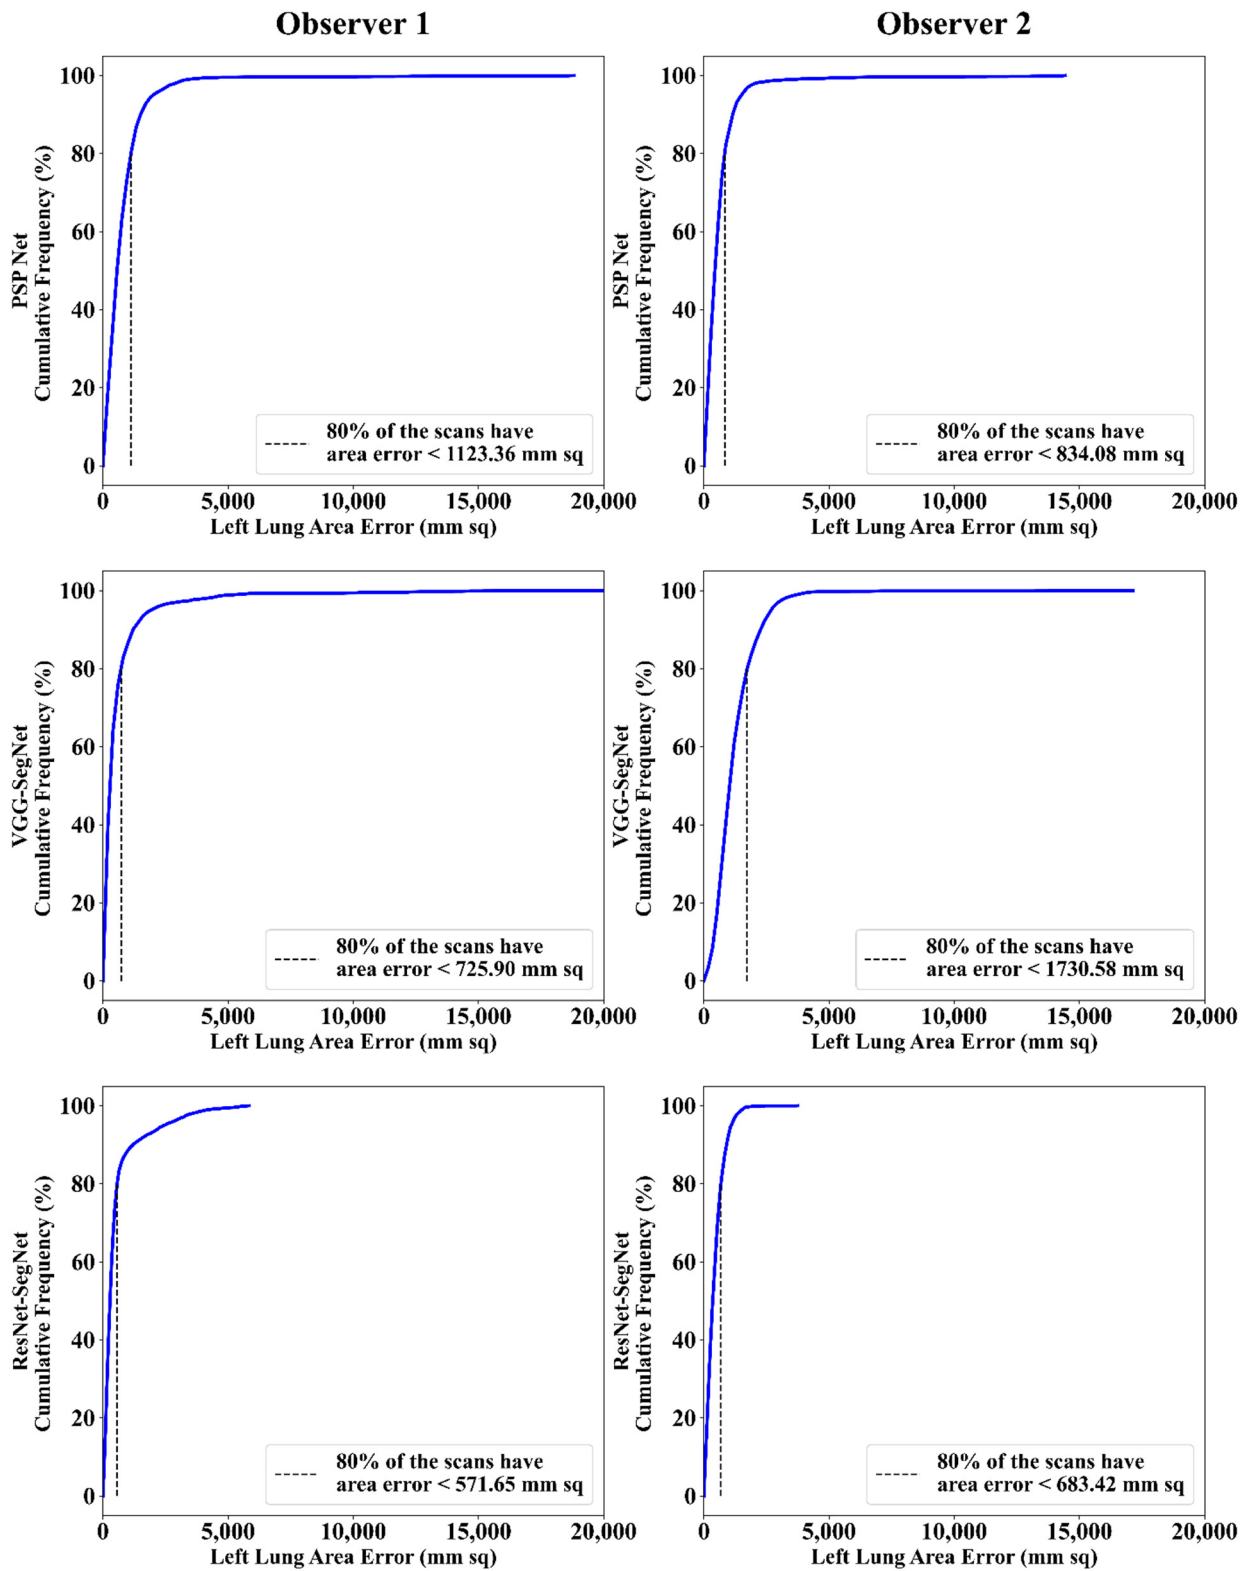 Observer 1
Observer 2
PSP Net
Cumulative Frequency (%)
100
80
60
40
20
0
80% of the scans have
area error < 1123.36 mm sq
0 5,000 10,000 15,000 20,000
Left Lung Area Error (mm sq)
PSP Net
Cumulative Frequency (%)
100
80
60
40
20
0
80% of the scans have
area error < 834.08 mm sq
0 5,000 10,000 15,000 20,000
Left Lung Area Error (mm sq)
VGG-SegNet
Cumulative Frequency (%)
100
80
60
40
20
0
80% of the scans have
area error < 725.90 mm sq
0 5,000 10,000 15,000 20,000
Left Lung Area Error (mm sq)
VGG-SegNet
Cumulative Frequency (%)
100
80
60
40
20
0
80% of the scans have
area error < 1730.58 mm sq
0 5,000 10,000 15,000 20,000
Left Lung Area Error (mm sq)
ResNet-SegNet
Cumulative Frequency (%)
100
80
60
40
20
0
80% of the scans have
area error < 571.65 mm sq
0 5,000 10,000 15,000 20,000
Left Lung Area Error (mm sq)
ResNet-SegNet
Cumulative Frequency (%)
100
80
60
40
20
0
80% of the scans have
area error < 683.42 mm sq
0 5,000 10,000 15,000 20,000
Left Lung Area Error (mm sq)